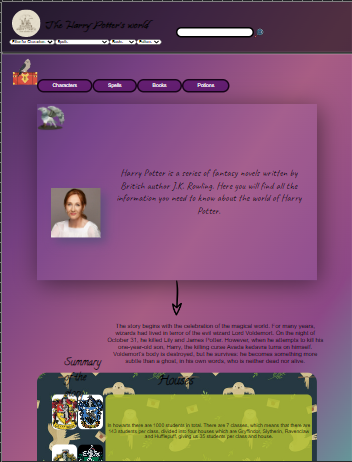 The Harry Potter's world
Characters Spells Books Potions
Harry Potter is a series of fantasy novels written by
British author J.K. Rowling. Here you will find all the
information you need to know about the world of Harry
Potter.
The story begins with the celebration of the magical world. For many years,
wizards had lived in terror of the evil wizard Lord Voldemort. On the night of
October 31, he killed Lily and James Potter. However, when he attempts to kill his
one-year-old son, Harry, the killing curse Avada Kedavra turns on himself.
Voldemort's body is destroyed, but he survives: he becomes something more
subtle than a ghost, in his own words, who is neither dead nor alive.
Summary
of the
Houses
In howarts there are 1000 students in total. There are 7 classes, which means that there are
143 students per class, divided into four houses which are Gryffindor, Slytherin, Ravenclaw
and Hufflepuff, giving us 35 students per class and house.